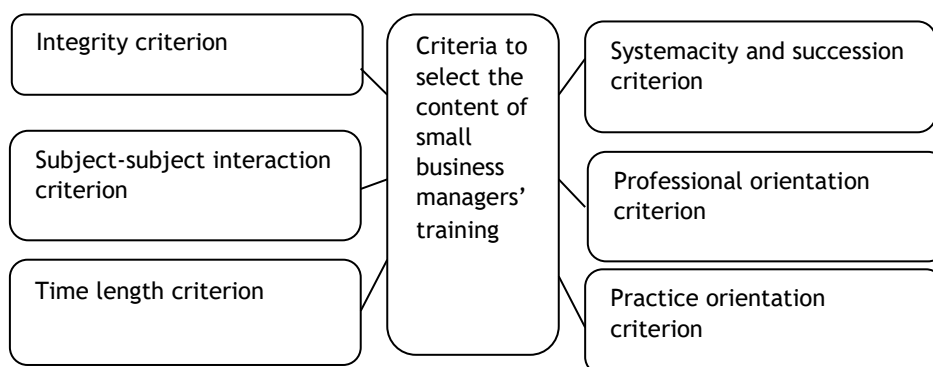 Integrity criterion
Subject-subject interaction
criterion
Time length criterion
Criteria to
select the
content of
small
business
managers’
training
Systemacity and succession
criterion
Professional orientation
criterion
Practice orientation
criterion